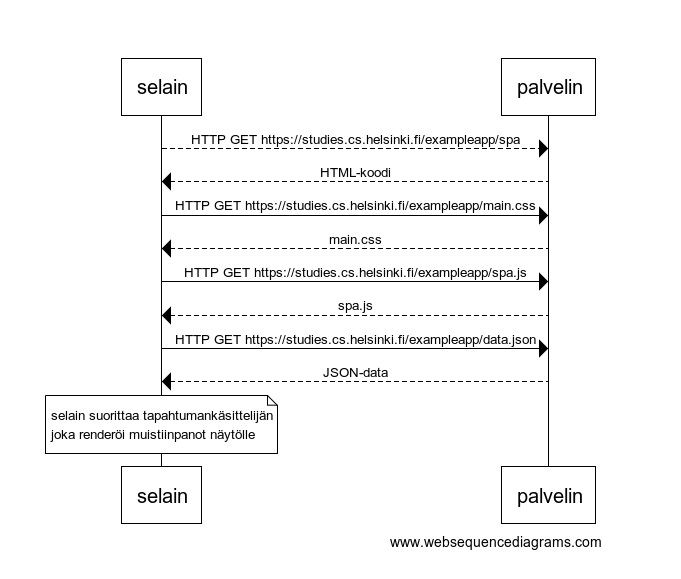 selain
palvelin
HTTP GET https://studies.cs.helsinki.fi/exampleapp/spa
HTML-koodi
HTTP GET https://studies.cs.helsinki.fi/exampleapp/main.css
main.css
HTTP GET https://studies.cs.helsinki.fi/exampleapp/spa.js
spa.js
HTTP GET https://studies.cs.helsinki.fi/exampleapp/data.json
JSON-data
selain suorittaa tapahtumankäsittelijän
joka renderöi muistiinpanot näytölle
selain
palvelin
www.websequencediagrams.com